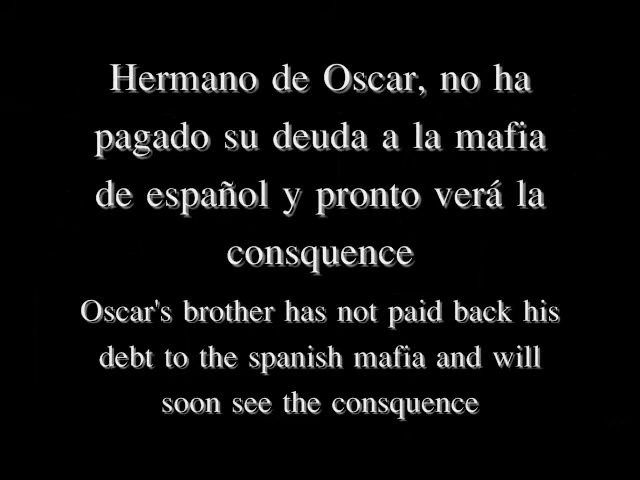 Hermano de Oscar, no ha
pagado su deuda a la mafia
de español y pronto verá la
consquence
Oscar's brother has not paid back his
debt to the spanish mafia and will
soon see the consquence